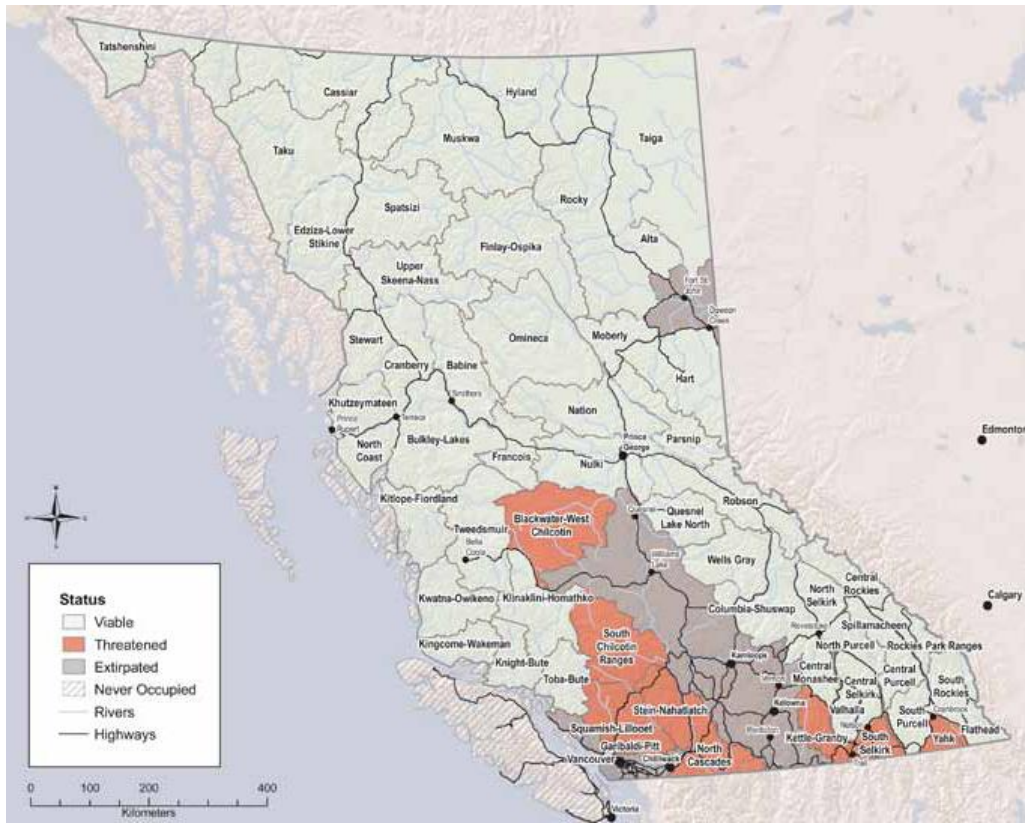 Tatshenshini
Cassiar
Hyland
Taiga
Muskwa
Taku
Rocky
Spatsizi
Edziza-Lower
Stikine
Finlay-Ospika
Alta
Upper
Skeena-Nass
Fort St.
John
Dawson
Creek
Stewart
Omineca
Moberly
Cranberry
Babine
Hart
Khutzeymateen
Smithers
Prince
Rupert
Terrace
Nation
North
Coast
Bulkley-Lakes
Parsnip
Prince
George
Edmonton
Francois
Nulki
Kitlope-Fiordland
Robson
Blackwater-West
Chilcotin
Quesnel
Quesnel
Lake North
Tweedsmuir
Bella
Coola
Williams
Lake
Wells Gray
Kwatna-Owikeno
Klinaklini-Homathko
Columbia-Shuswap
North
Selkirk
Central
Rockies
Calgary
Kingcome-Wakeman
South
Chilcotin
Ranges
Revelstoke
Spillamacheen
North Purcell
Rockies Park Ranges
Knight-Bute
Kamloops
Toba-Bute
Central
Monashee
Central
Selkirk
Central
Purcell
South
Rockies
Vernon
Valhalla
Stein-Nahatlatch
Kelowna
South
Purcell
Cranbrook
Squamish-Lillooet
Penticton
Kettle-Granby
Nelson
South
Selkirk
Yahk
Flathead
Garibaldi-Pitt
North
Cascades
Trail
Vancouver
Chilliwack
Victoria
Status
Viable
Threatened
Extirpated
Never Occupied
Rivers
Highways
0 100 200 400
Kilometers